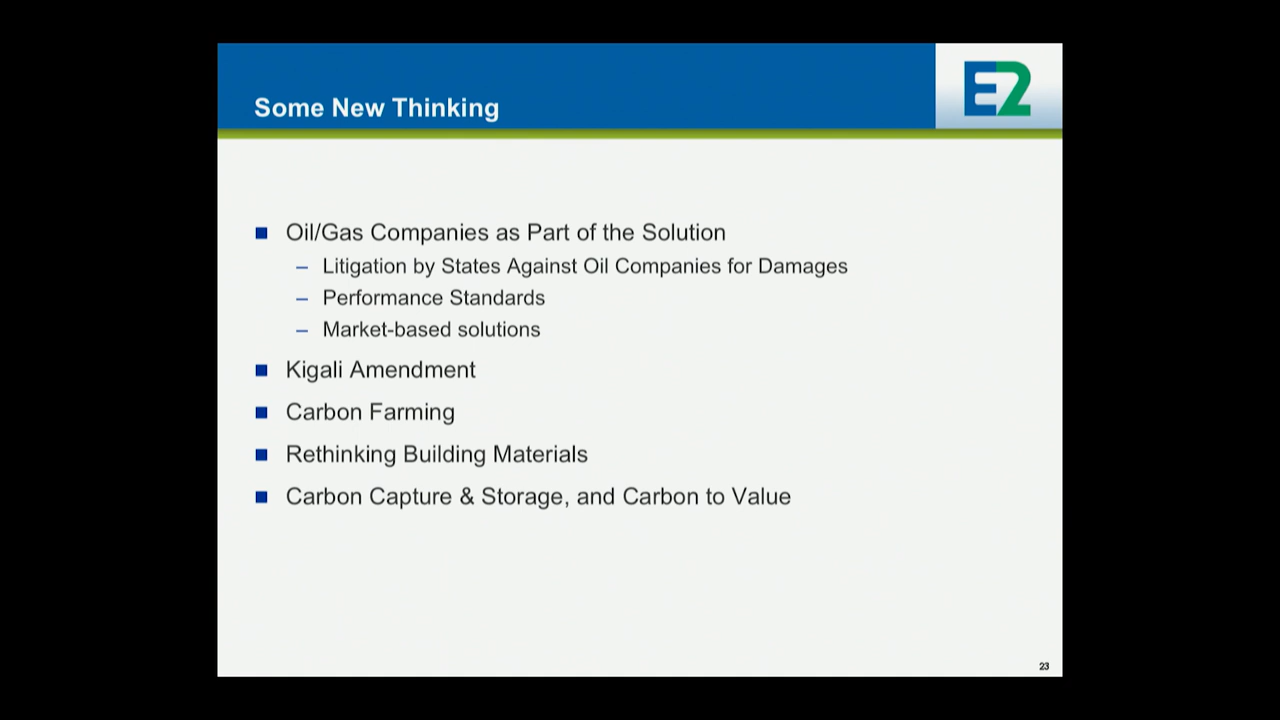 Some New Thinking
E2
■ Oil/Gas Companies as Part of the Solution
– Litigation by States Against Oil Companies for Damages
– Performance Standards
– Market-based solutions
■ Kigali Amendment
■ Carbon Farming
■ Rethinking Building Materials
■ Carbon Capture & Storage, and Carbon to Value
23